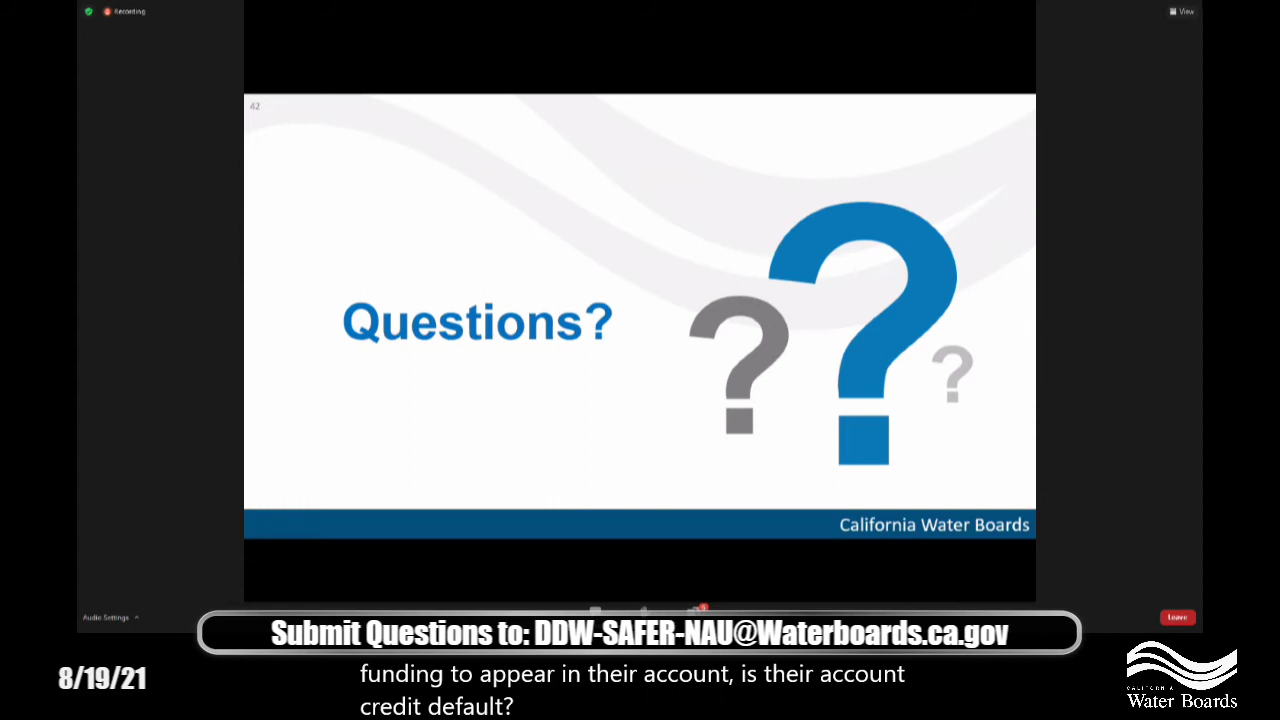 Recording
View
42
Questions?
California Water Boards
Audio Settings
Leave
Submit Questions to: DDW-SAFER-NAU@Waterboards.ca.gov
8/19/21
funding to appear in their account, is their account
credit default?
CALIFORNIA
Water Boards